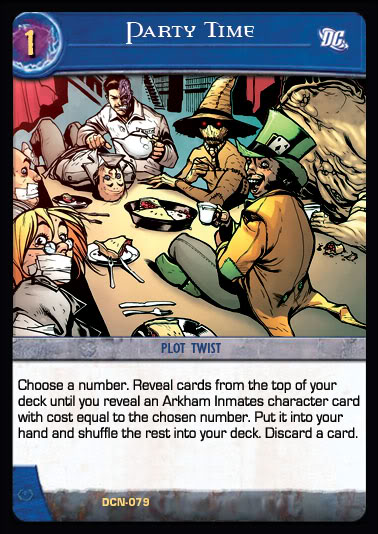 1
PARTY TIME
DC
PLOT TWIST
Choose a number. Reveal cards from the top of your
deck until you reveal an Arkham Inmates character card
with cost equal to the chosen number. Put it into your
hand and shuffle the rest into your deck. Discard a card.
DCN-079